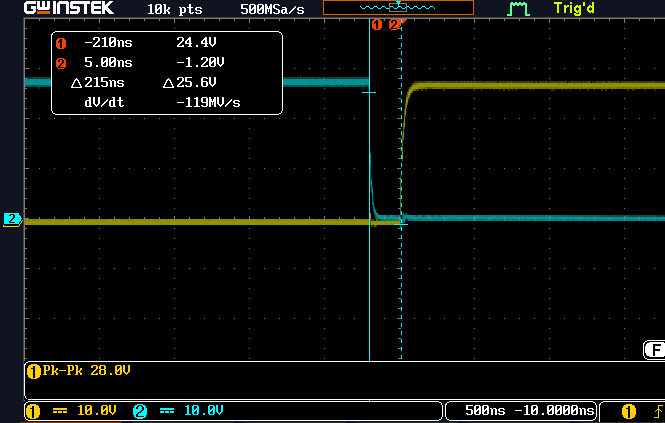 GWINSTEK 10k pts 500MSa/s Trig'd
1 2
1 -210ns 24.4V
2 5.00ns -1.20V
△215ns △25.6V
dV/dt -119MV/s
2
F
1 Pk-Pk 28.0V
1 10.0V 2 10.0V 500ns -10.0000ns 1